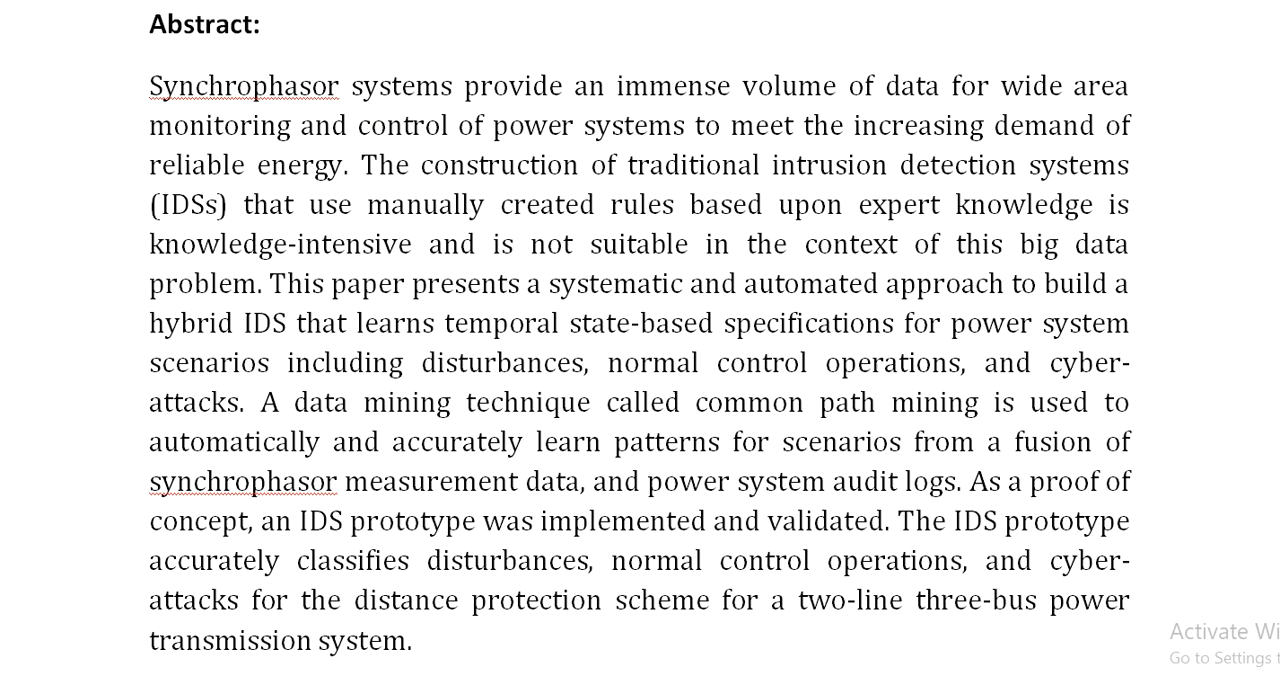 Abstract:
Synchrophasor systems provide an immense volume of data for wide area
monitoring and control of power systems to meet the increasing demand of
reliable energy. The construction of traditional intrusion detection systems
(IDSs) that use manually created rules based upon expert knowledge is
knowledge-intensive and is not suitable in the context of this big data
problem. This paper presents a systematic and automated approach to build a
hybrid IDS that learns temporal state-based specifications for power system
scenarios including disturbances, normal control operations, and cyber-
attacks. A data mining technique called common path mining is used to
automatically and accurately learn patterns for scenarios from a fusion of
synchrophasor measurement data, and power system audit logs. As a proof of
concept, an IDS prototype was implemented and validated. The IDS prototype
accurately classifies disturbances, normal control operations, and cyber-
attacks for the distance protection scheme for a two-line three-bus power
transmission system.
Activate Wi
Go to Settings t